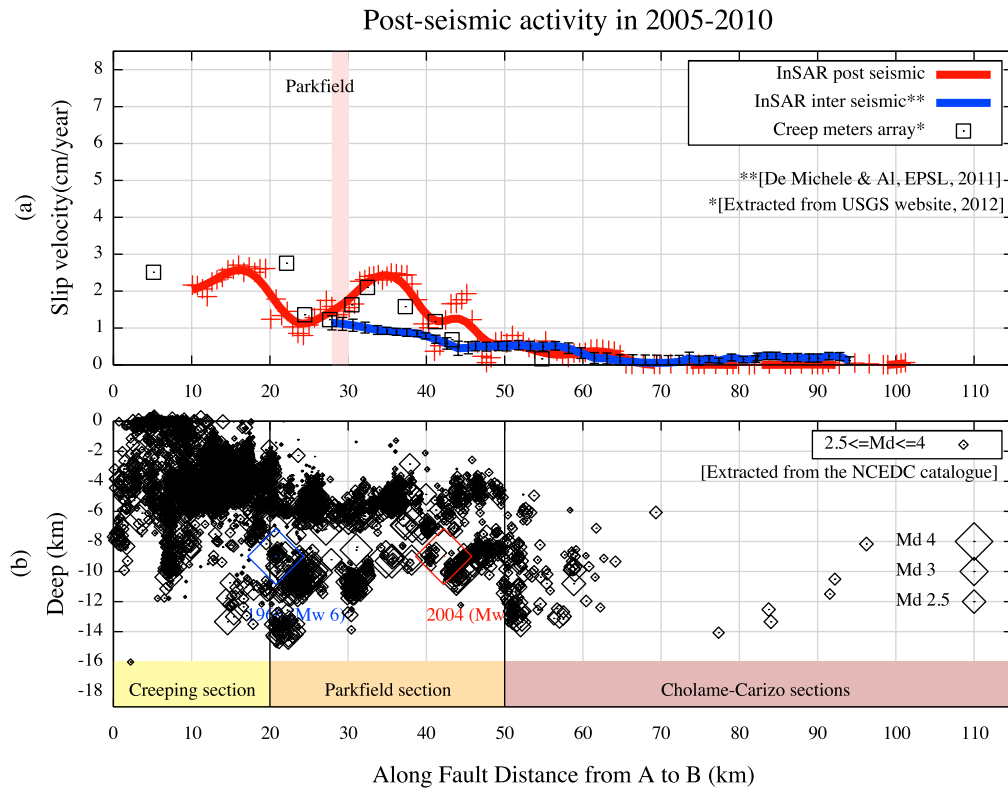 Post-seismic activity in 2005-2010
(a)
Slip velocity(cm/year)
8
7
6
5
4
3
2
1
0
Parkfield
InSAR post seismic
InSAR inter seismic**
Creep meters array*
**[De Michele & Al, EPSL, 2011]
*[Extracted from USGS website, 2012]
0 10 20 30 40 50 60 70 80 90 100 110
(b)
Deep (km)
0
-2
-4
-6
-8
-10
-12
-14
-16
-18
2.5<=Md<=4
[Extracted from the NCEDC catalogue]
Md 4
Md 3
Md 2.5
Mw 6)
2004 (Mw
Creeping section
Parkfield section
Cholame-Carizo sections
0 10 20 30 40 50 60 70 80 90 100 110
Along Fault Distance from A to B (km)